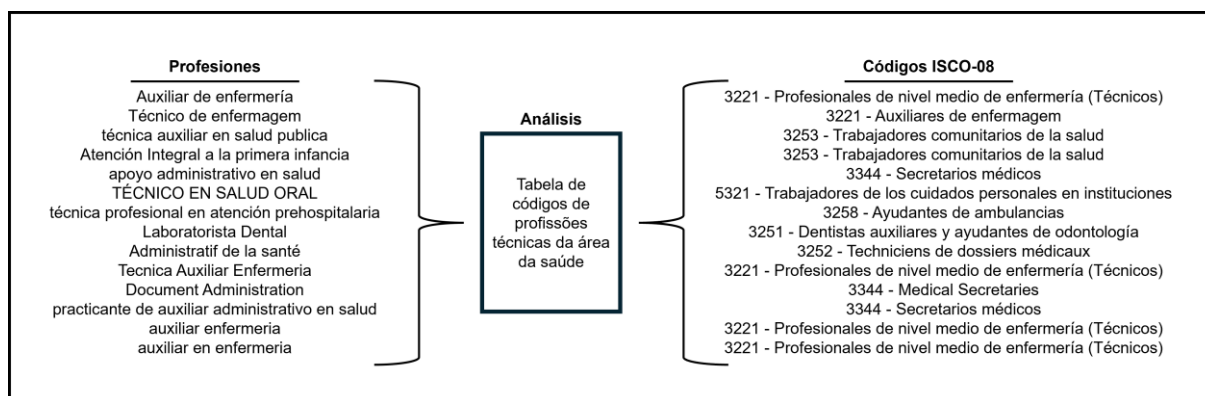 Profesiones
Auxiliar de enfermería
Técnico de enfermagem
técnica auxiliar en salud publica
Atención Integral a la primera infancia
apoyo administrativo en salud
TÉCNICO EN SALUD ORAL
técnica profesional en atención prehospitalaria
Laboratorista Dental
Administratif de la santé
Tecnica Auxiliar Enfermeria
Document Administration
practicante de auxiliar administrativo en salud
auxiliar enfermeria
auxiliar en enfermeria
Análisis
Tabela de
códigos de
profissões
técnicas da área
da saúde
Códigos ISCO-08
3221 - Profesionales de nivel medio de enfermería (Técnicos)
3221 - Auxiliares de enfermagem
3253 - Trabajadores comunitarios de la salud
3253 - Trabajadores comunitarios de la salud
3344 - Secretarios médicos
5321 - Trabajadores de los cuidados personales en instituciones
3258 - Ayudantes de ambulancias
3251 - Dentistas auxiliares y ayudantes de odontología
3252 - Techniciens de dossiers médicaux
3221 - Profesionales de nivel medio de enfermería (Técnicos)
3344 - Medical Secretaries
3344 - Secretarios médicos
3221 - Profesionales de nivel medio de enfermería (Técnicos)
3221 - Profesionales de nivel medio de enfermería (Técnicos)